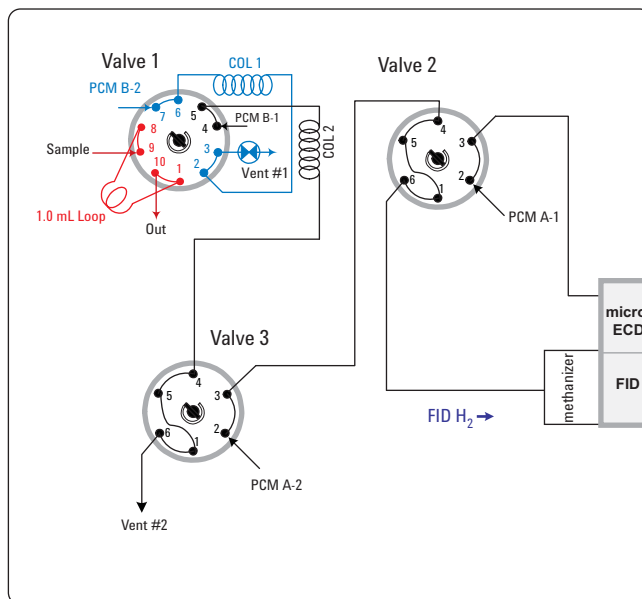 Valve 1
COL 1
PCM B-2
6
7
5
4
PCM B-1
8
3
Sample
9
10
1
2
Vent #1
1.0 mL Loop
Out
COL 2
Valve 2
4
5
3
6
2
1
PCM A-1
micro
ECD
methanizer
FID
FID H₂
Valve 3
4
5
3
6
2
1
PCM A-2
Vent #2